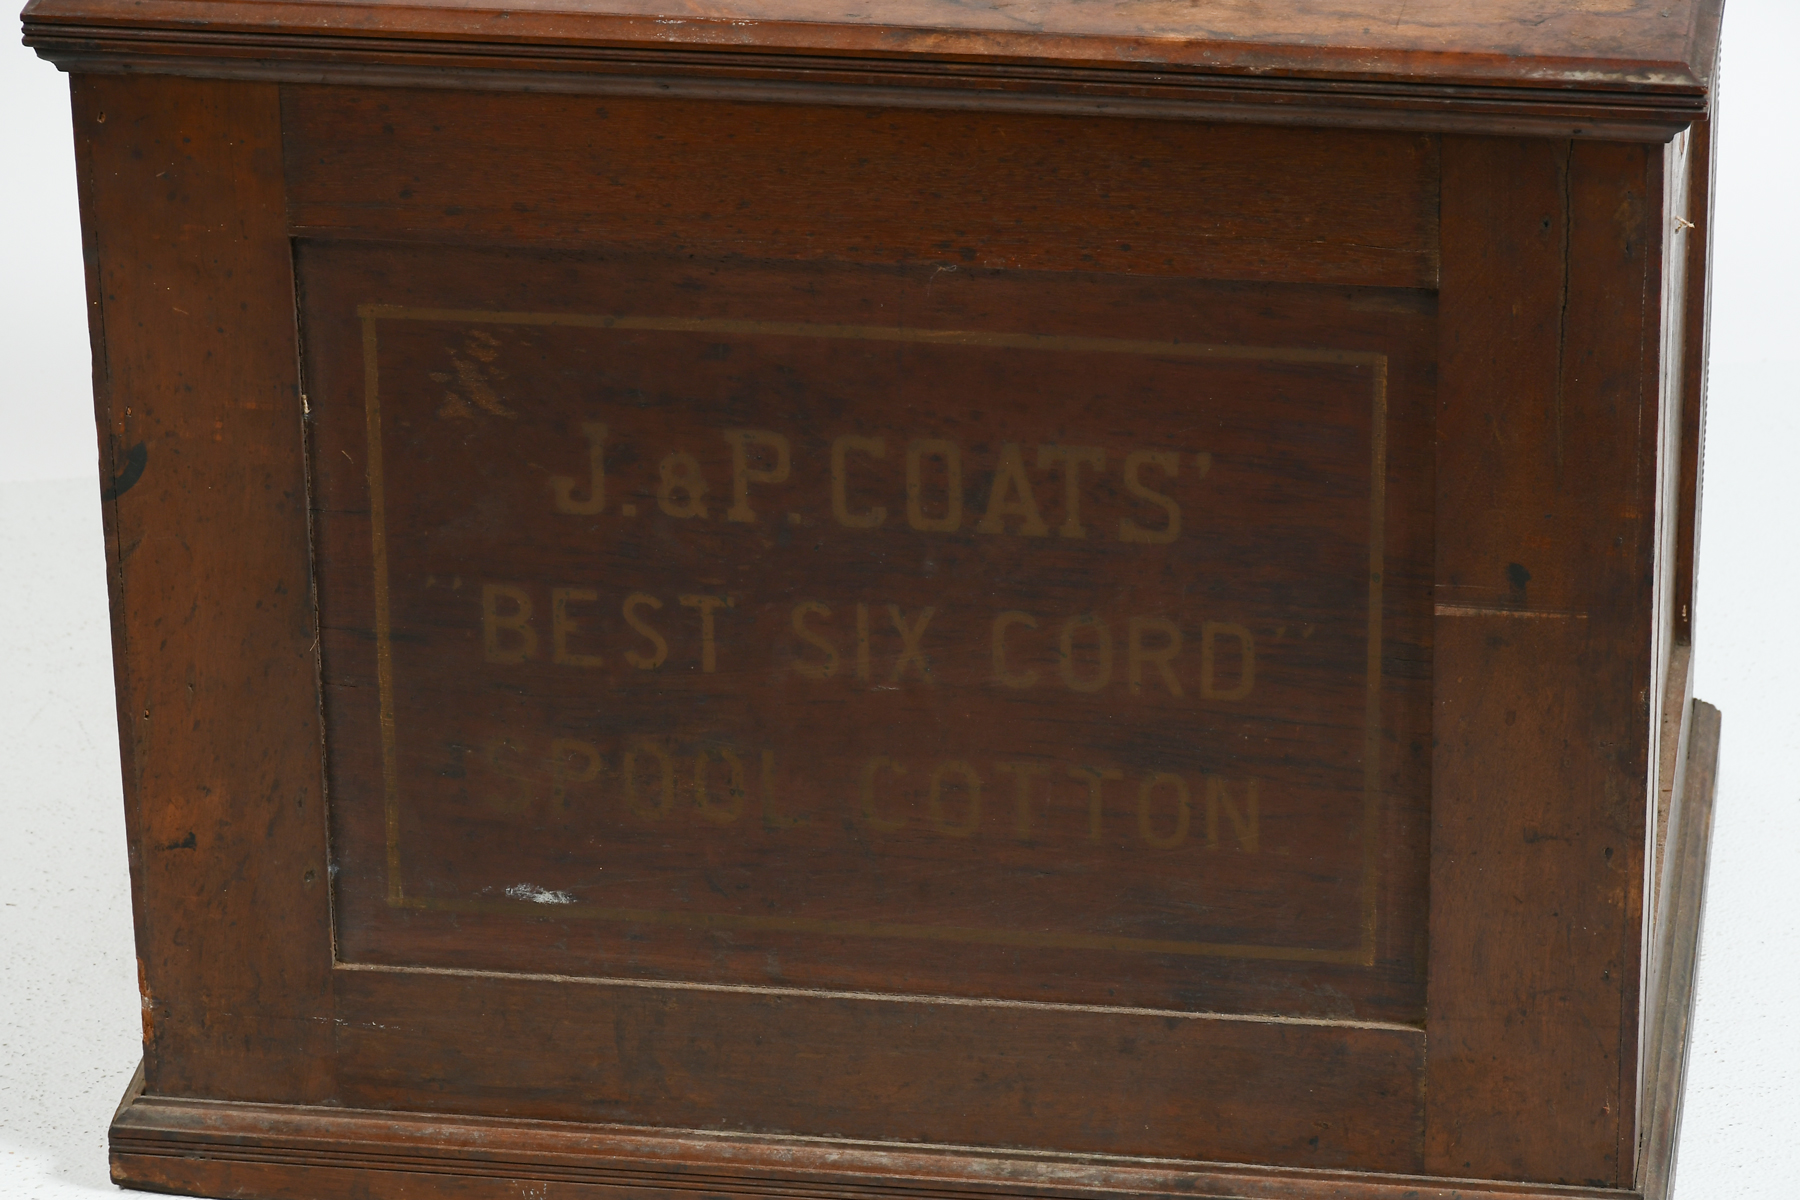 J. & P. COATS'
"BEST SIX CORD"
SPOOL COTTON